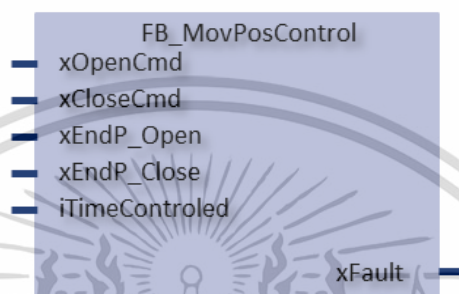 FB_MovPosControl
xOpenCmd
xCloseCmd
xEndP_Open
xEndP_Close
iTimeControled
xFault